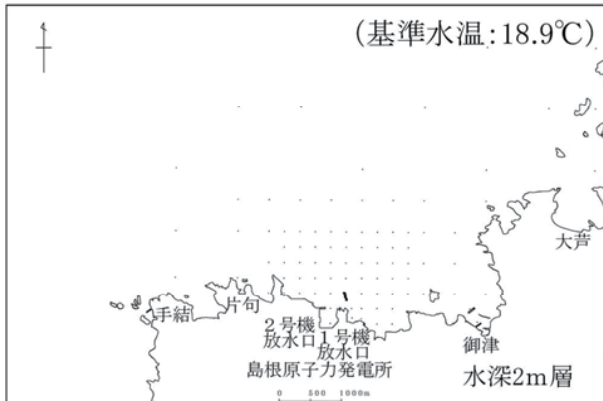 (基準水温:18.9℃)
大芦
手結
片句
2号機
放水口
1号機
放水口
御津
島根原子力発電所
水深2m層
0 500 1000m